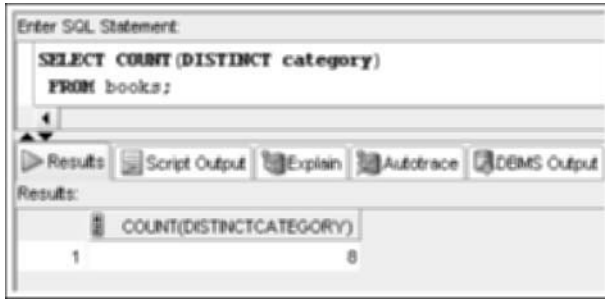 Enter SQL Statement:
SELECT COUNT(DISTINCT category)
FROM books;
Results Script Output Explain Autotrace DBMS Output
Results:
COUNT(DISTINCTCATEGORY)
1 8